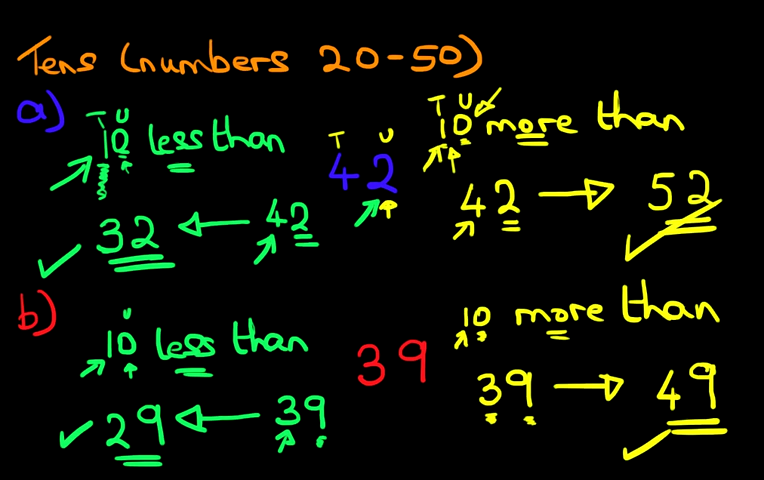 Tens (numbers 20-50)
a)
T U
10 less than
32 ← 42
T U
42
T U
10 more than
42 → 52
b)
U
10 less than
29 ← 39
39
10 more than
39 → 49